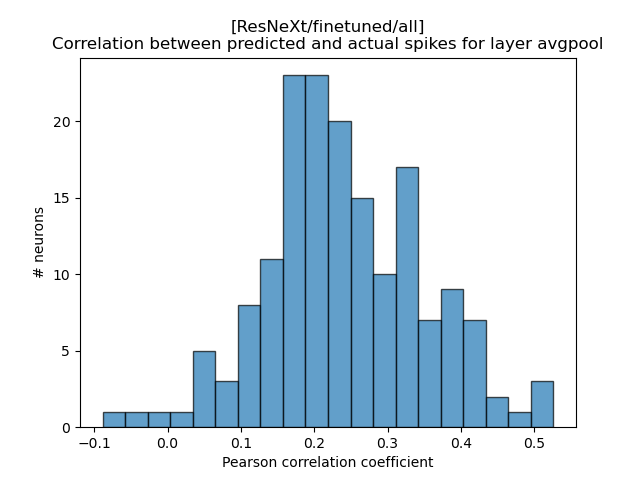 [ResNeXt/finetuned/all]
Correlation between predicted and actual spikes for layer avgpool
# neurons
20
15
10
5
0
−0.1 0.0 0.1 0.2 0.3 0.4 0.5
Pearson correlation coefficient